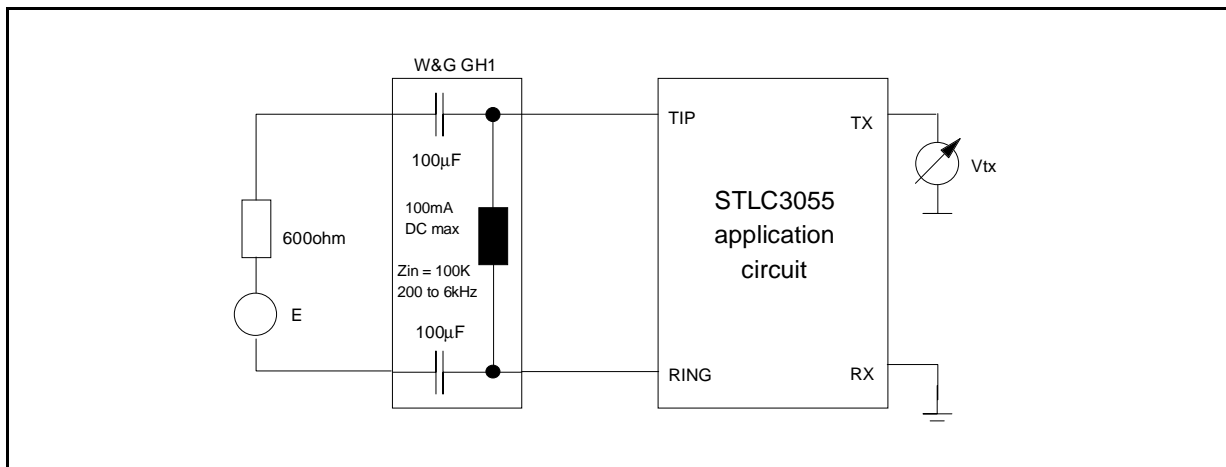 W&G GH1
TIP
TX
100μF
Vtx
100mA
DC max
STLC3055
application
circuit
600ohm
Zin = 100K
200 to 6kHz
E
100μF
RING
RX